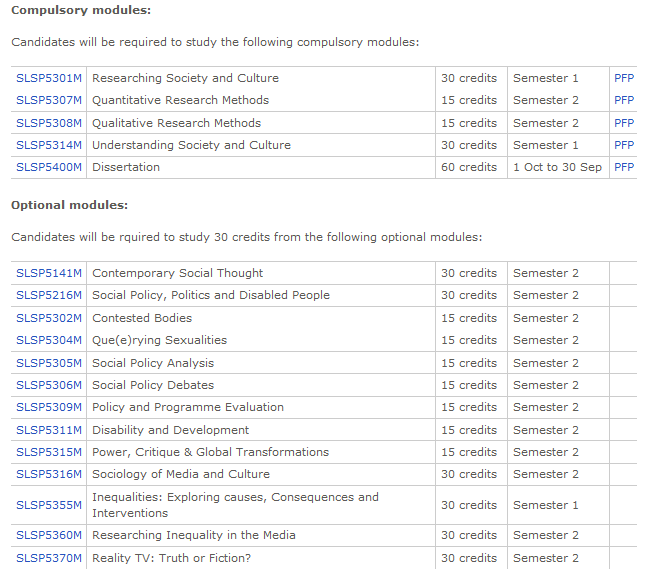 Compulsory modules:
Candidates will be required to study the following compulsory modules:
SLSP5301M Researching Society and Culture 30 credits Semester 1 PFP
SLSP5307M Quantitative Research Methods 15 credits Semester 2 PFP
SLSP5308M Qualitative Research Methods 15 credits Semester 2 PFP
SLSP5314M Understanding Society and Culture 30 credits Semester 1 PFP
SLSP5400M Dissertation 60 credits 1 Oct to 30 Sep PFP
Optional modules:
Candidates will be rquired to study 30 credits from the following optional modules:
SLSP5141M Contemporary Social Thought 30 credits Semester 2
SLSP5216M Social Policy, Politics and Disabled People 30 credits Semester 2
SLSP5302M Contested Bodies 15 credits Semester 2
SLSP5304M Que(e)rying Sexualities 15 credits Semester 2
SLSP5305M Social Policy Analysis 15 credits Semester 2
SLSP5306M Social Policy Debates 15 credits Semester 2
SLSP5309M Policy and Programme Evaluation 15 credits Semester 2
SLSP5311M Disability and Development 15 credits Semester 2
SLSP5315M Power, Critique & Global Transformations 15 credits Semester 2
SLSP5316M Sociology of Media and Culture 30 credits Semester 2
SLSP5355M Inequalities: Exploring causes, Consequences and
Interventions 30 credits Semester 1
SLSP5360M Researching Inequality in the Media 30 credits Semester 2
SLSP5370M Reality TV: Truth or Fiction? 30 credits Semester 2